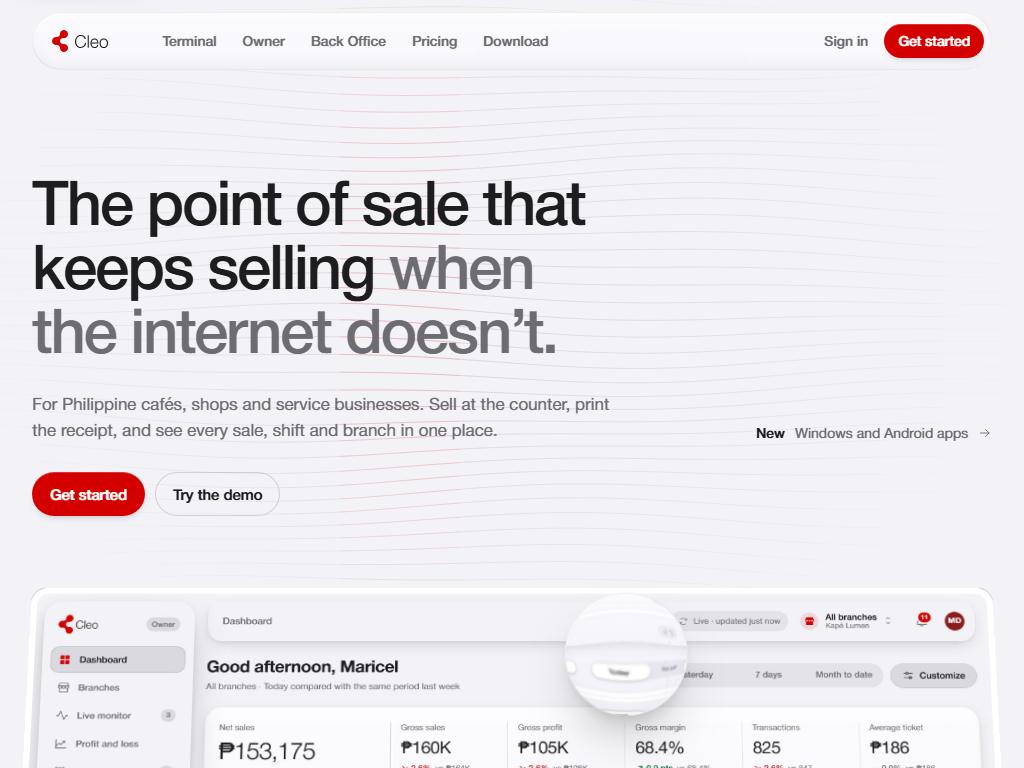 Cleo
Terminal
Owner
Back Office
Pricing
Download
Sign in
Get started
The point of sale that
keeps selling when
the internet doesn’t.
For Philippine cafés, shops and service businesses. Sell at the counter, print
the receipt, and see every sale, shift and branch in one place.
New Windows and Android apps →
Get started
Try the demo
Cleo
Owner
Dashboard
Live · updated just now
All branches
Kapé Lumen
11
MD
Dashboard
Branches
Live monitor
3
Profit and loss
Good afternoon, Maricel
All branches · Today compared with the same period last week
7 days
Month to date
Customize
Net sales
₱153,175
Gross sales
₱160K
Gross profit
₱105K
Gross margin
68.4%
Transactions
825
Average ticket
₱186